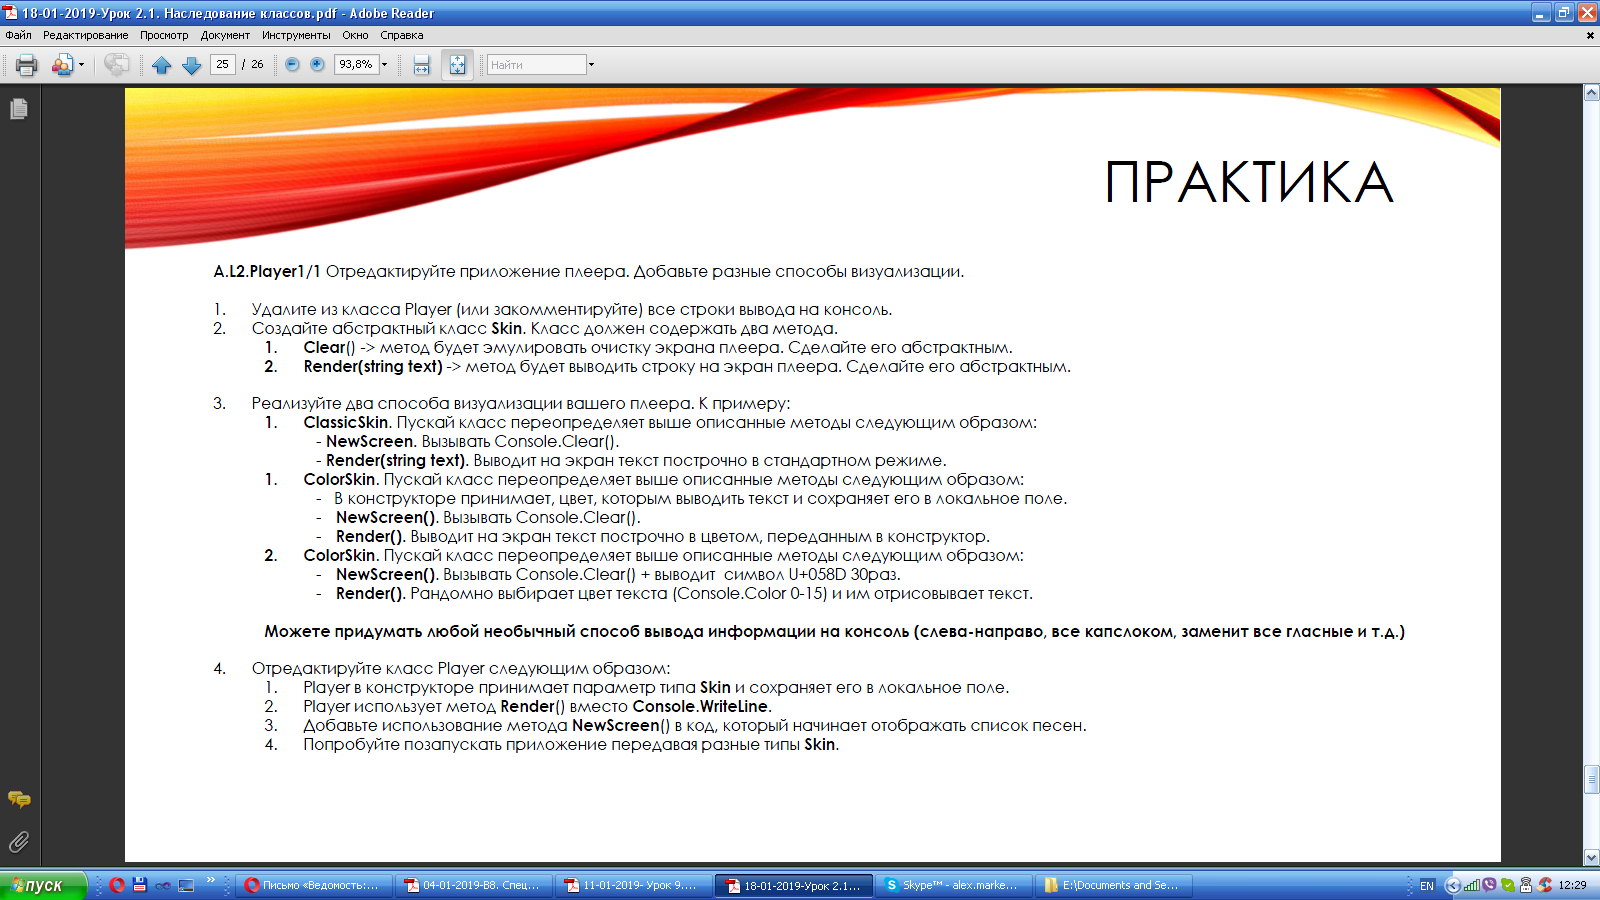 18-01-2019-Урок 2.1. Наследование классов.pdf - Adobe Reader
Файл Редактирование Просмотр Документ Инструменты Окно Справка
25 / 26 93,8% Найти
ПРАКТИКА
A.L2.Player1/1 Отредактируйте приложение плеера. Добавьте разные способы визуализации.
1. Удалите из класса Player (или закомментируйте) все строки вывода на консоль.
2. Создайте абстрактный класс Skin. Класс должен содержать два метода.
1. Clear() -> метод будет эмулировать очистку экрана плеера. Сделайте его абстрактным.
2. Render(string text) -> метод будет выводить строку на экран плеера. Сделайте его абстрактным.
3. Реализуйте два способа визуализации вашего плеера. К примеру:
1. ClassicSkin. Пускай класс переопределяет выше описанные методы следующим образом:
- NewScreen. Вызывать Console.Clear().
- Render(string text). Выводит на экран текст построчно в стандартном режиме.
1. ColorSkin. Пускай класс переопределяет выше описанные методы следующим образом:
- В конструкторе принимает, цвет, которым выводить текст и сохраняет его в локальное поле.
- NewScreen(). Вызывать Console.Clear().
- Render(). Выводит на экран текст построчно в цветом, переданным в конструктор.
2. ColorSkin. Пускай класс переопределяет выше описанные методы следующим образом:
- NewScreen(). Вызывать Console.Clear() + выводит символ U+058D 30раз.
- Render(). Рандомно выбирает цвет текста (Console.Color 0-15) и им отрисовывает текст.
Можете придумать любой необычный способ вывода информации на консоль (слева-направо, все капслоком, заменит все гласные и т.д.)
4. Отредактируйте класс Player следующим образом:
1. Player в конструкторе принимает параметр типа Skin и сохраняет его в локальное поле.
2. Player использует метод Render() вместо Console.WriteLine.
3. Добавьте использование метода NewScreen() в код, который начинает отображать список песен.
4. Попробуйте позапускать приложение передавая разные типы Skin.
пуск Письмо «Ведомость:... 04-01-2019-В8. Спец... 11-01-2019- Урок 9.... 18-01-2019-Урок 2.1... Skype™ - alex.marke... E:\Documents and Se... EN 12:29